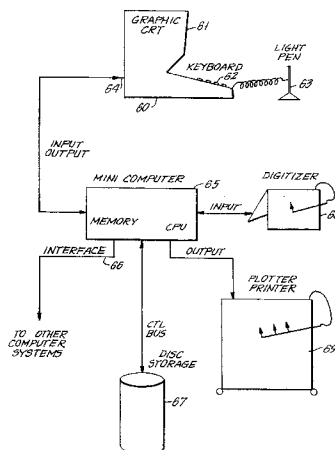 GRAPHIC
CRT
61
KEYBOARD
62
LIGHT
PEN
63
64
60
INPUT
OUTPUT
MINI COMPUTER
65
MEMORY
CPU
INPUT
DIGITIZER
INTERFACE
66
OUTPUT
PLOTTER
PRINTER
TO OTHER
COMPUTER
SYSTEMS
CTL
BUS
DISC
STORAGE
67
69